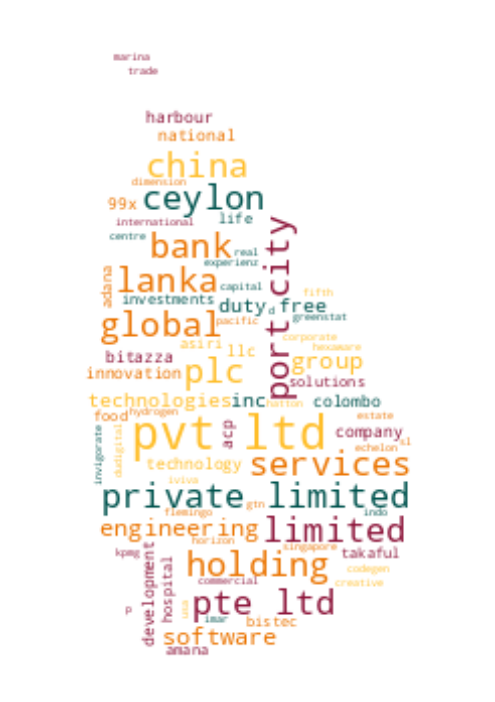 marina
trade
harbour
national
china
dimension
99x ceylon
international life
centre bank real
port city
experienz
adana lanka capital
investments duty free fifth
global pacific d greenstat
asiri llc corporate
hexaware
bitazza plc group
innovation solutions
technologies inc hatton colombo
food hydrogen estate
pvt ltd acp company
invigorate dudigital echelon sl
technology services
iviva
private limited
flemingo gtn indo
engineering limited
horizon singapore
kpmg development hospital holding takaful
commercial codegen
creative
usa pte ltd
p imar bistec
software
amana